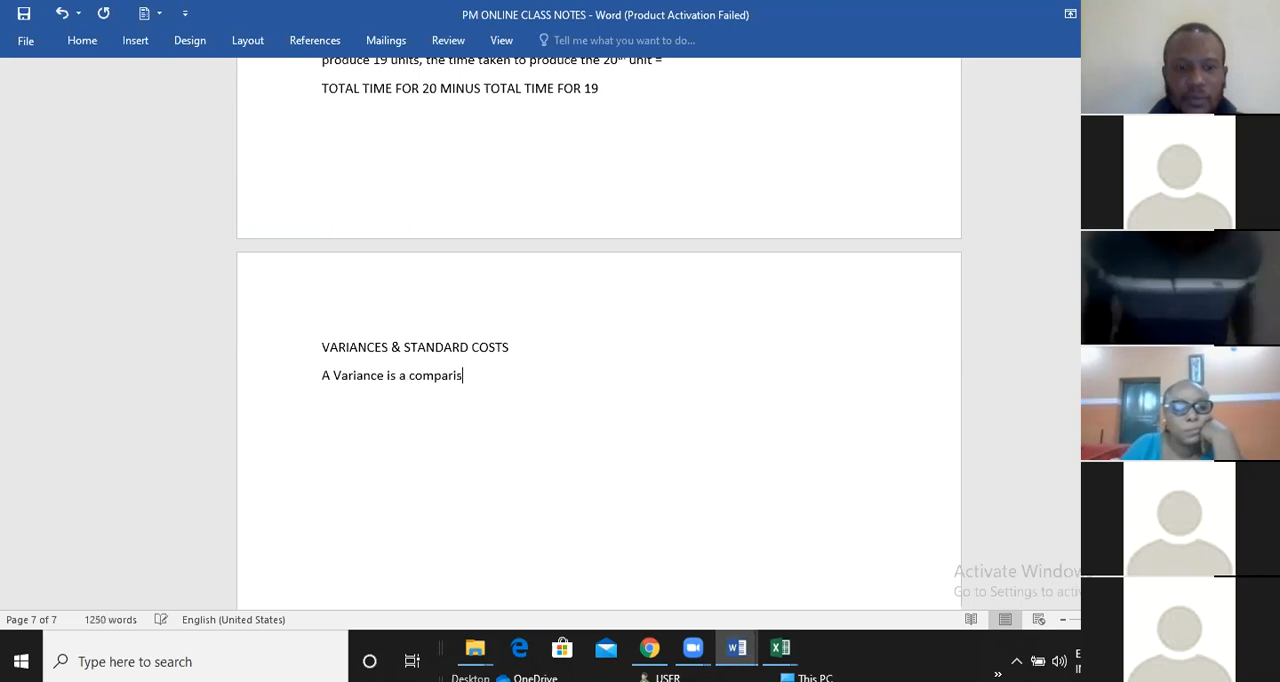 PM ONLINE CLASS NOTES - Word (Product Activation Failed)
File Home Insert Design Layout References Mailings Review View Tell me what you want to do...
produce 19 units, the time taken to produce the 20th unit =
TOTAL TIME FOR 20 MINUS TOTAL TIME FOR 19
VARIANCES & STANDARD COSTS
A Variance is a comparis
Activate Window
Go to Settings to acti
Page 7 of 7 1250 words English (United States)
Type here to search
Desktop OneDrive USER This PC